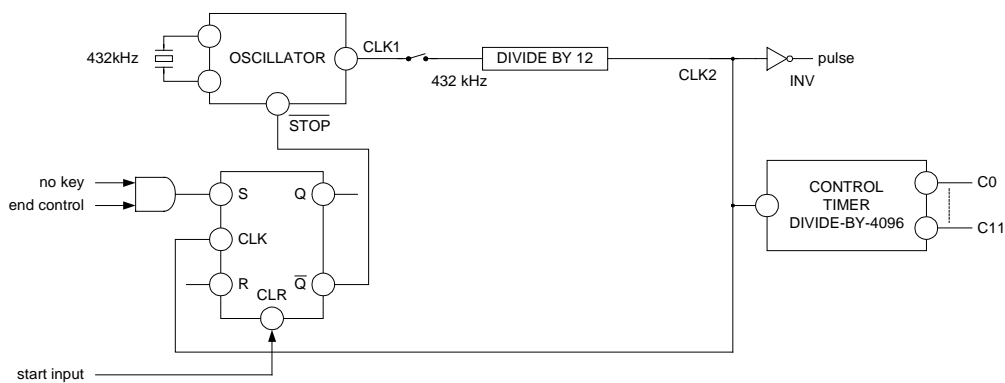 432kHz
OSCILLATOR
CLK1
432 kHz
DIVIDE BY 12
CLK2
pulse
INV
STOP
no key
end control
S
Q
CLK
R
Q
CLR
start input
CONTROL
TIMER
DIVIDE-BY-4096
C0
C11